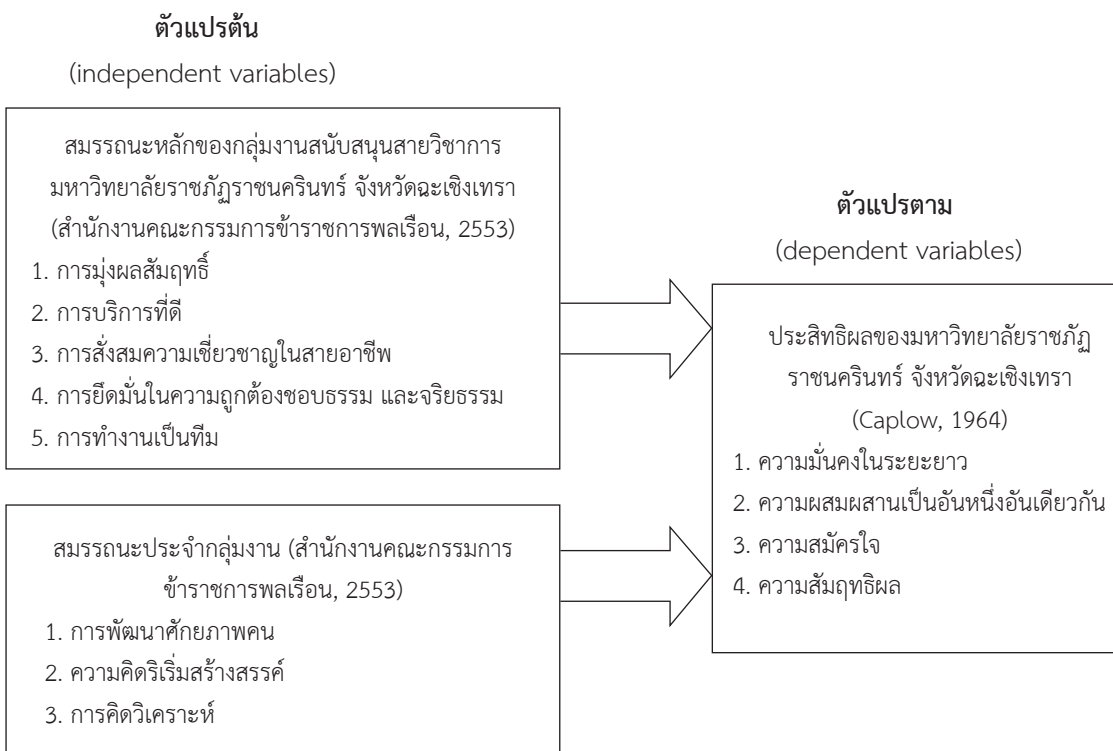 ตัวแปรต้น
(independent variables)
สมรรถนะหลักของกลุ่มงานสนับสนุนสายวิชาการ
มหาวิทยาลัยราชภัฏราชนครินทร์ จังหวัดฉะเชิงเทรา
(สำนักงานคณะกรรมการข้าราชการพลเรือน, 2553)
1. การมุ่งผลสัมฤทธิ์
2. การบริการที่ดี
3. การสั่งสมความเชี่ยวชาญในสายอาชีพ
4. การยึดมั่นในความถูกต้องชอบธรรม และจริยธรรม
5. การทำงานเป็นทีม
สมรรถนะประจำกลุ่มงาน (สำนักงานคณะกรรมการ
ข้าราชการพลเรือน, 2553)
1. การพัฒนาศักยภาพคน
2. ความคิดริเริ่มสร้างสรรค์
3. การคิดวิเคราะห์
ตัวแปรตาม
(dependent variables)
ประสิทธิผลของมหาวิทยาลัยราชภัฏ
ราชนครินทร์ จังหวัดฉะเชิงเทรา
(Caplow, 1964)
1. ความมั่นคงในระยะยาว
2. ความผสมผสานเป็นอันหนึ่งอันเดียวกัน
3. ความสมัครใจ
4. ความสัมฤทธิผล